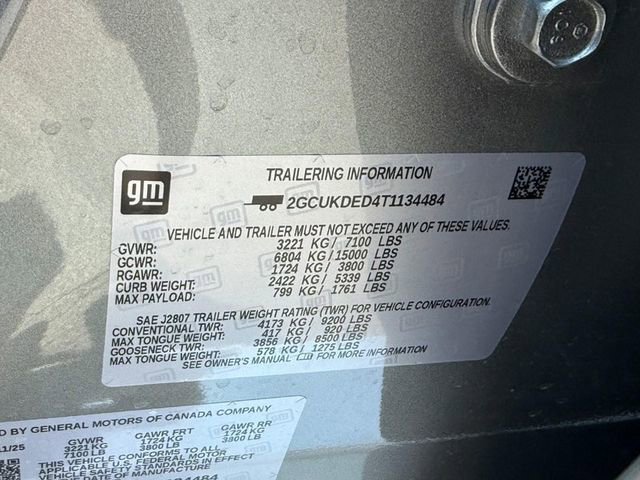 SOT
gm
TRAILERING INFORMATION
2GCUKDED4T1134484
VEHICLE AND TRAILER MUST NOT EXCEED ANY OF THESE VALUES
GVWR: 3221 KG / 7100 LBS
GCWR: 6804 KG / 15000 LBS
RGAWR: 1724 KG / 3800 LBS
CURB WEIGHT: 2422 KG / 5339 LBS
MAX PAYLOAD: 799 KG / 1761 LBS
SAE J2807 TRAILER WEIGHT RATING (TWR) FOR VEHICLE CONFIGURATION.
CONVENTIONAL TWR: 4173 KG / 9200 LBS
MAX TONGUE WEIGHT: 417 KG / 920 LBS
GOOSENECK TWR: 3856 KG / 8500 LBS
MAX TONGUE WEIGHT: 578 KG / 1275 LBS
SEE OWNER'S MANUAL FOR MORE INFORMATION
D BY GENERAL MOTORS OF CANADA COMPANY
1/25 GVWR GAWR FRT GAWR RR
3221 KG 1724 KG 1724 KG
7100 LB 3800 LB 3800 LB
THIS VEHICLE CONFORMS TO ALL
APPLICABLE U.S. FEDERAL MOTOR
VEHICLE SAFETY STANDARDS IN EFFECT